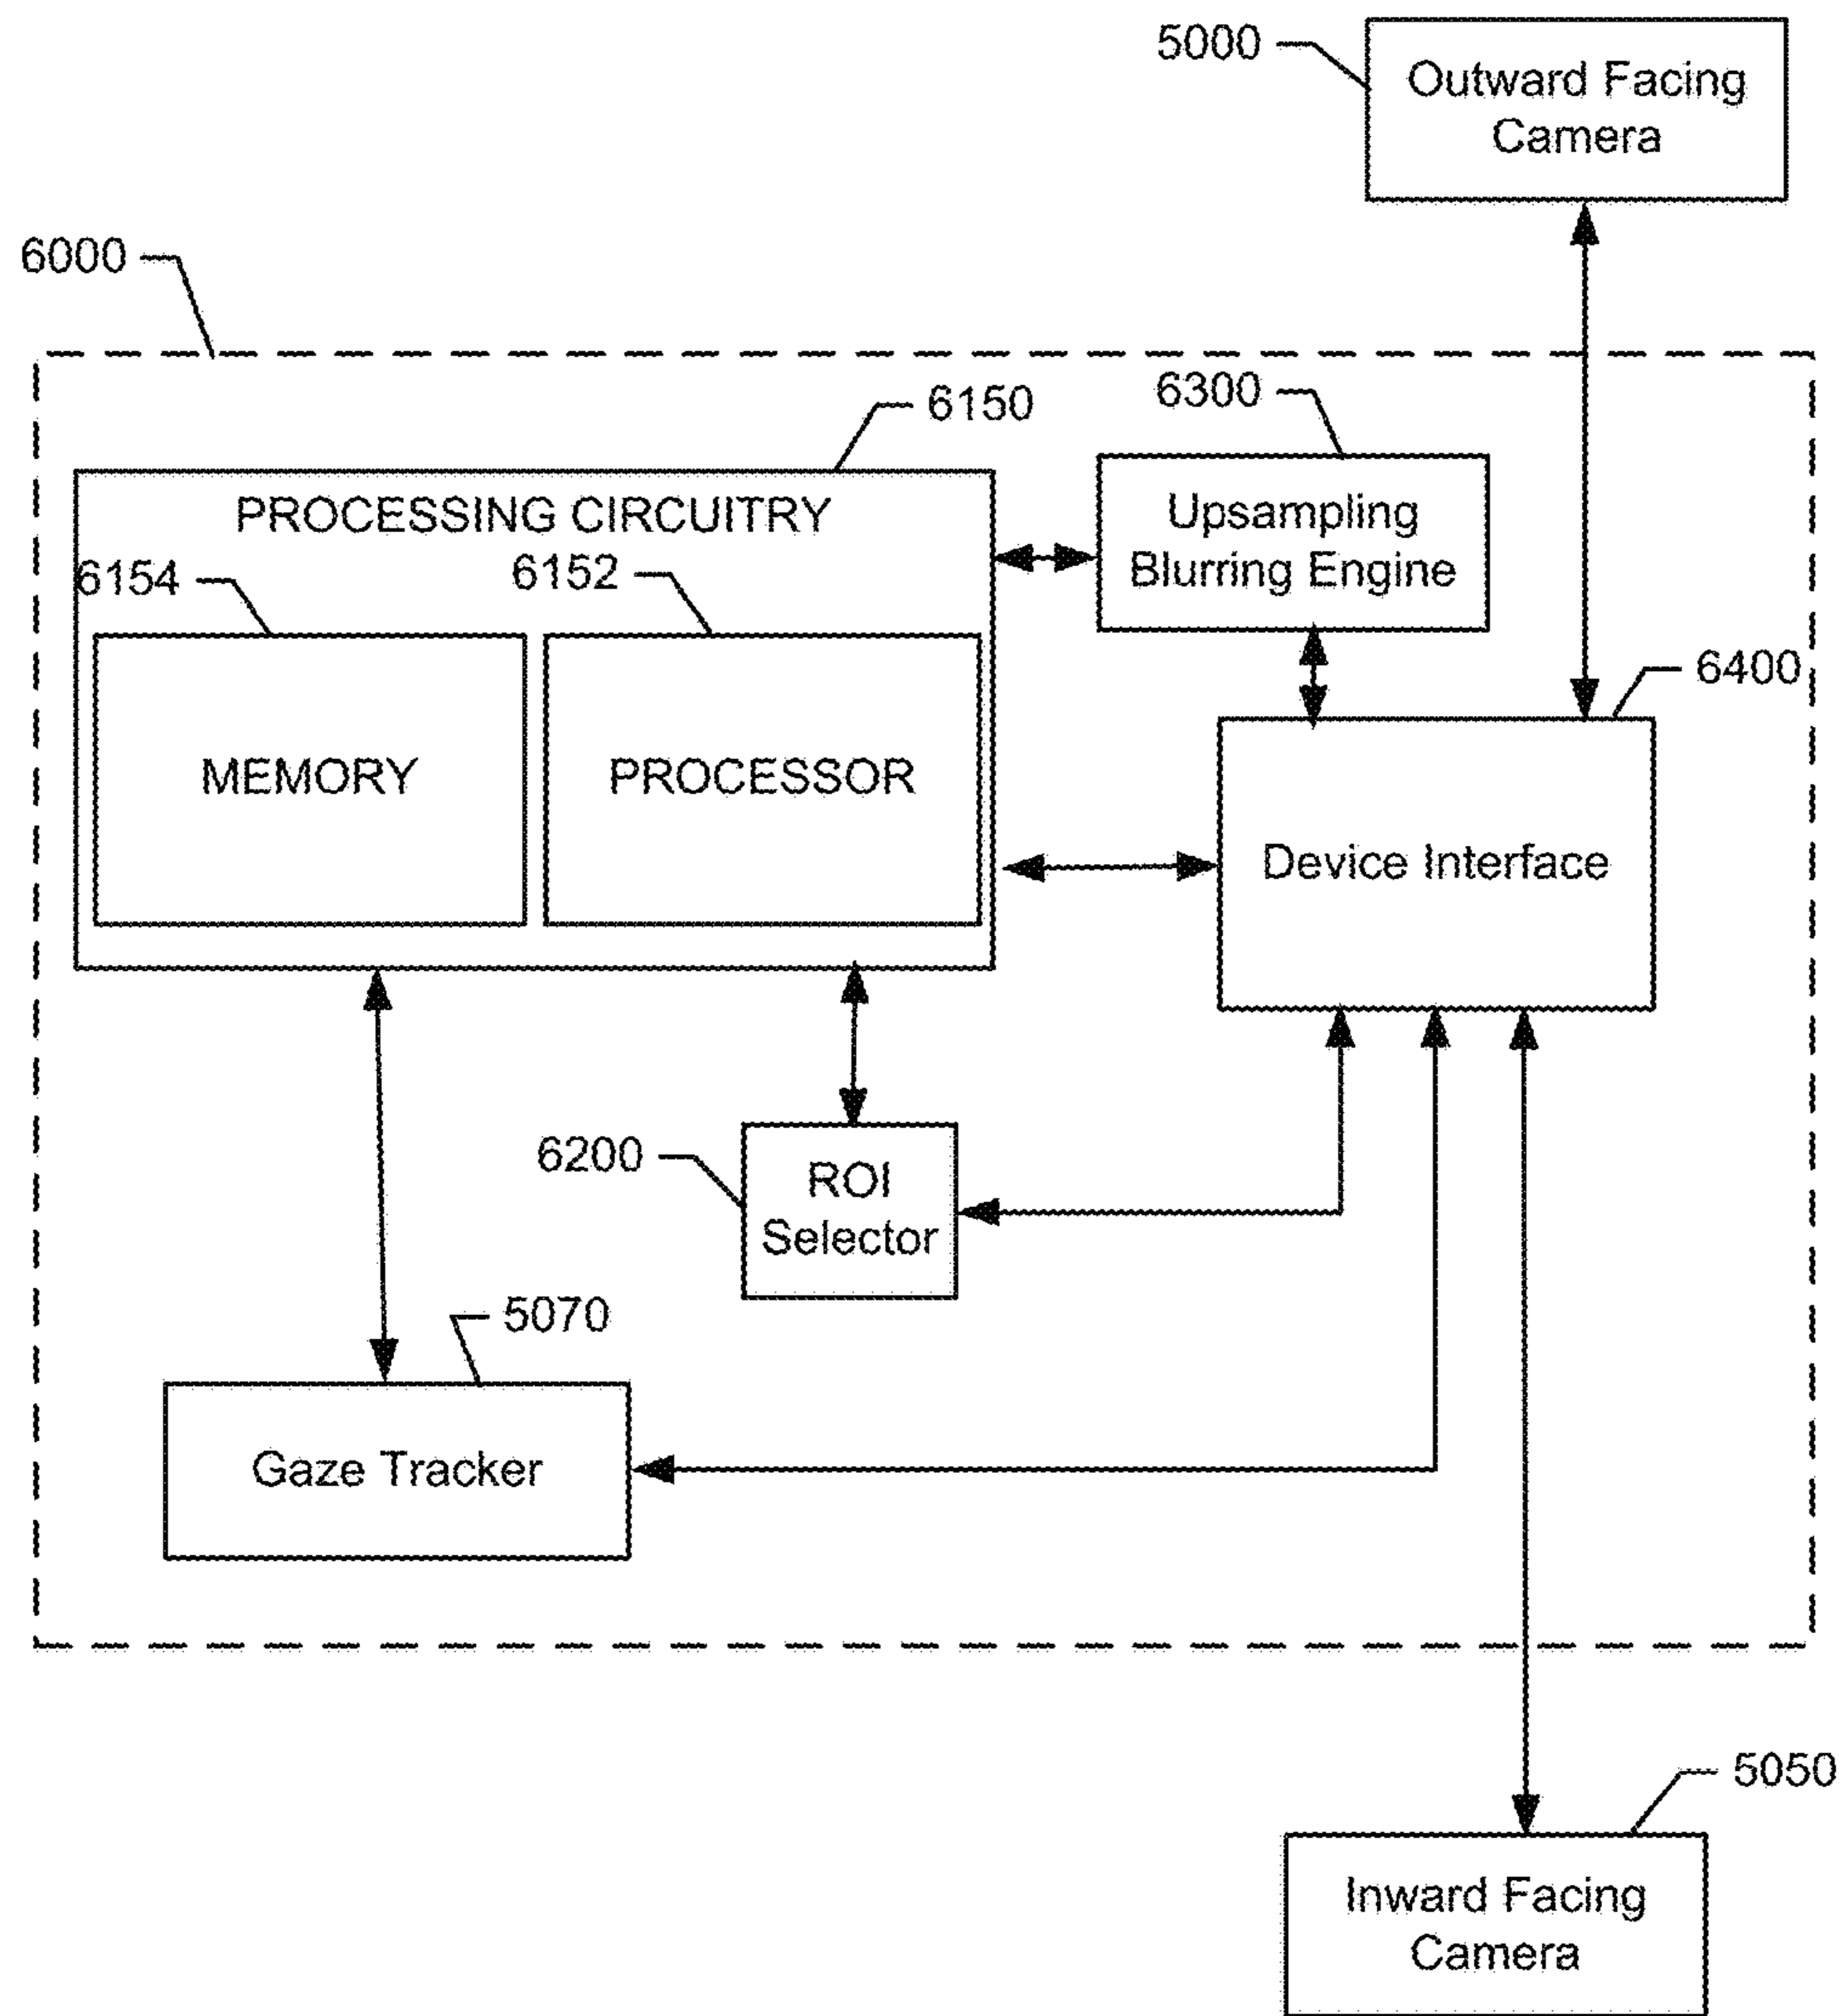 5000
Outward Facing
Camera
6000
6150
6300
PROCESSING CIRCUITRY
Upsampling
Blurring Engine
6154
6152
6400
MEMORY
PROCESSOR
Device Interface
6200
ROI
Selector
5070
Gaze Tracker
5050
Inward Facing
Camera